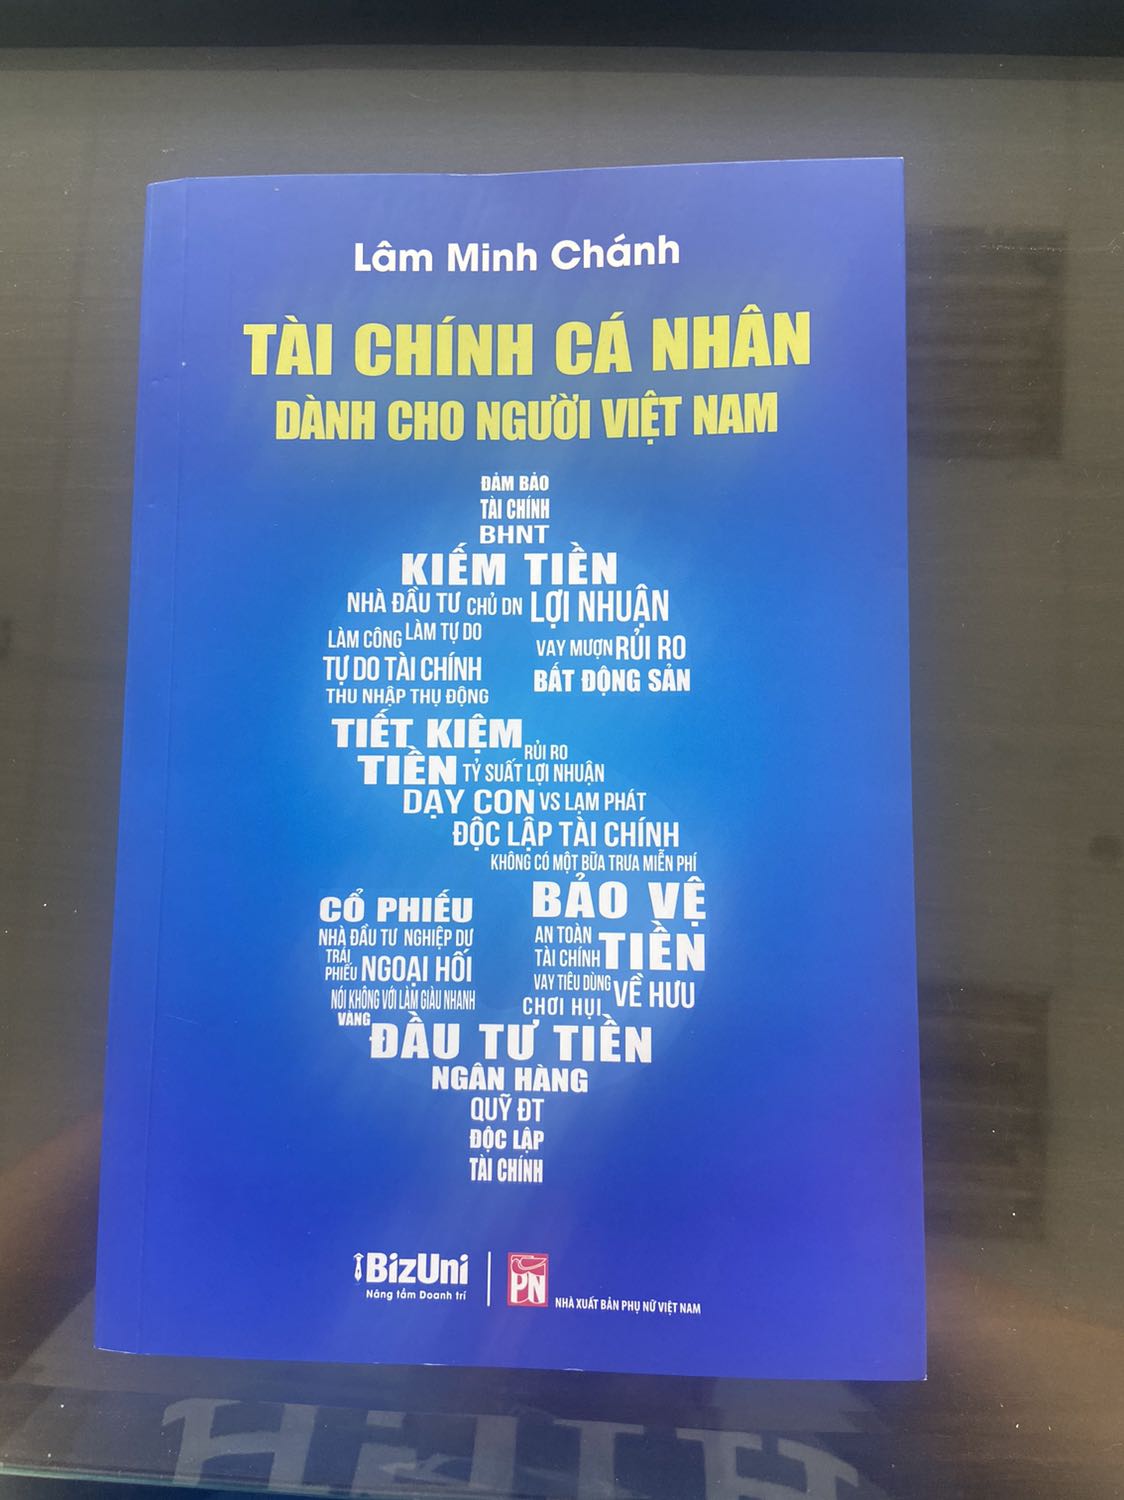 Lâm Minh Chánh
TÀI CHÍNH CÁ NHÂN
DÀNH CHO NGƯỜI VIỆT NAM
ĐẢM BẢO
TÀI CHÍNH
BHNT
KIẾM TIỀN
NHÀ ĐẦU TƯ CHỦ DN LỢI NHUẬN
LÀM CÔNG LÀM TỰ DO
VAY MƯỢN RỦI RO
TỰ DO TÀI CHÍNH
BẤT ĐỘNG SẢN
THU NHẬP THỤ ĐỘNG
TIẾT KIỆM
TIỀN
RỦI RO
TỶ SUẤT LỢI NHUẬN
DẠY CON VS LẠM PHÁT
ĐỘC LẬP TÀI CHÍNH
KHÔNG CÓ MỘT BỮA TRƯA MIỄN PHÍ
CỔ PHIẾU
NHÀ ĐẦU TƯ NGHIỆP DƯ
TRÁI
PHIẾU NGOẠI HỐI
NÓI KHÔNG VỚI LÀM GIÀU NHANH
VÀNG
BẢO VỆ
TIỀN
AN TOÀN
TÀI CHÍNH
VAY TIÊU DÙNG VỀ HƯU
CHƠI HỤI
ĐẦU TƯ TIỀN
NGÂN HÀNG
QUỸ ĐT
ĐỘC LẬP
TÀI CHÍNH
BizUni
Nâng tầm Doanh trí
PN
NHÀ XUẤT BẢN PHỤ NỮ VIỆT NAM